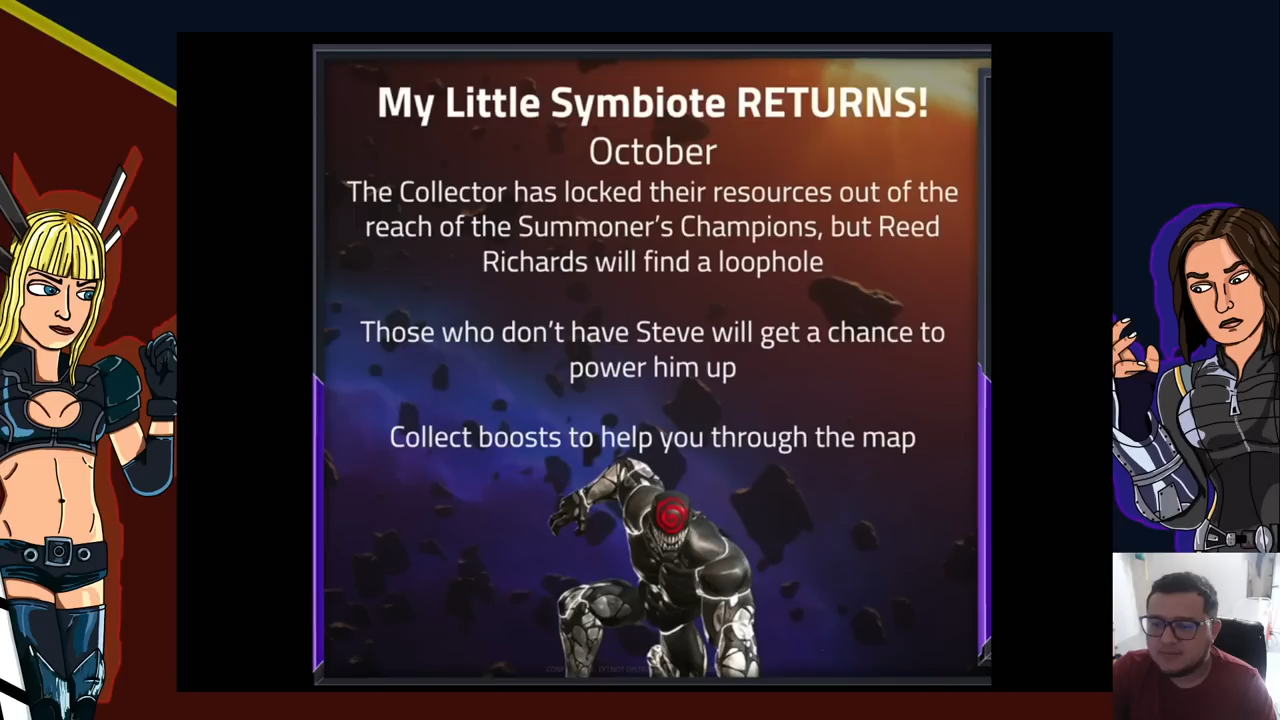 My Little Symbiote RETURNS!
October
The Collector has locked their resources out of the
reach of the Summoner's Champions, but Reed
Richards will find a loophole
Those who don't have Steve will get a chance to
power him up
Collect boosts to help you through the map